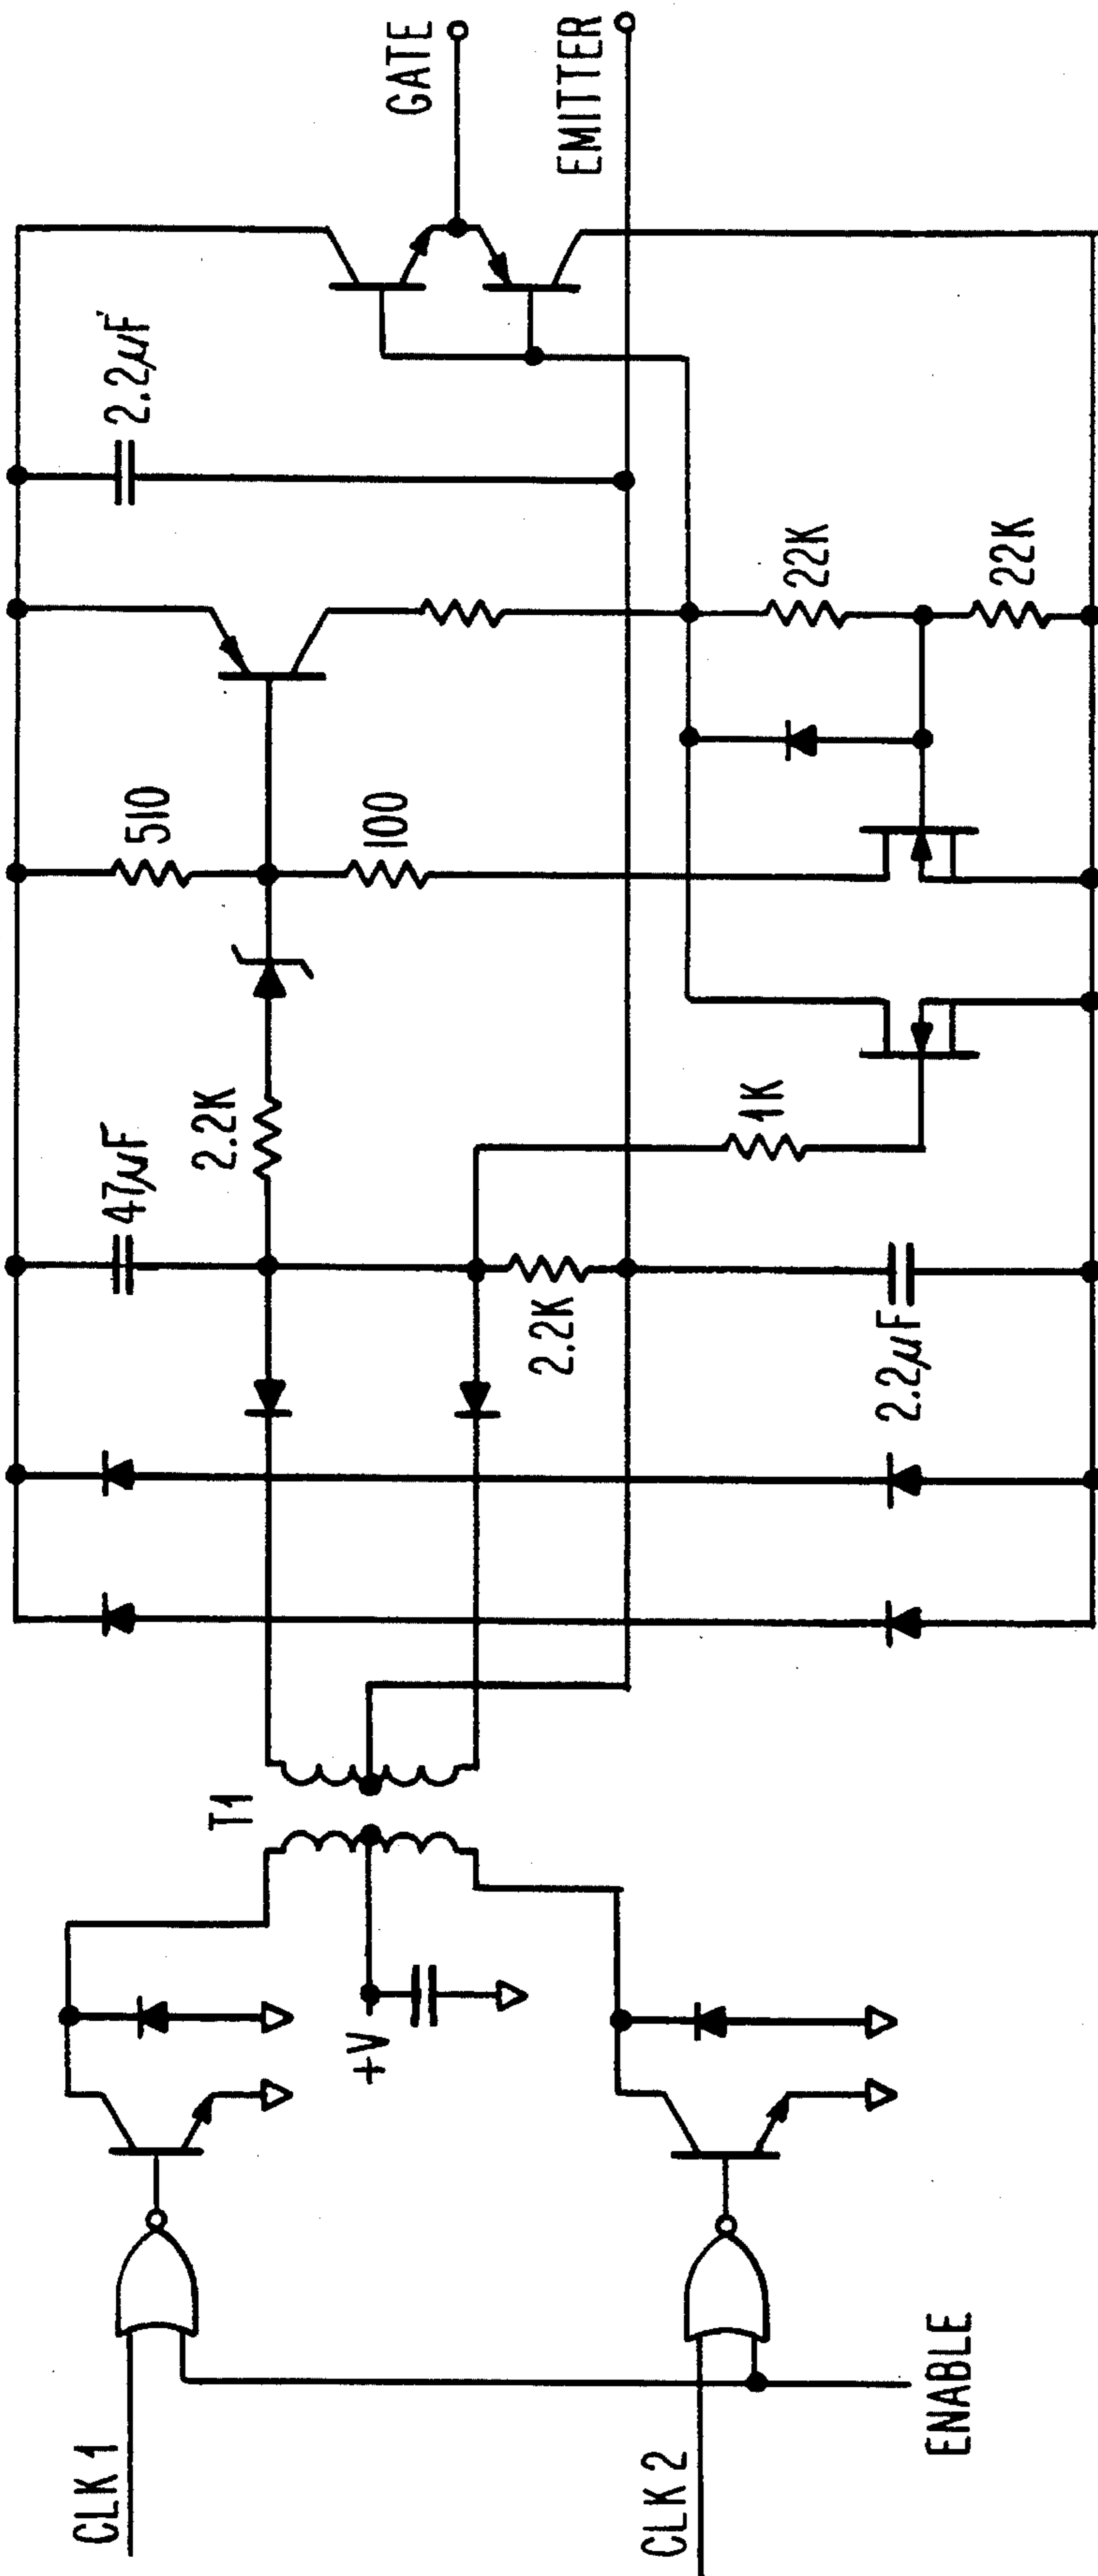 CLK 1
CLK 2
ENABLE
+V
T1
47μF
2.2K
2.2K
2.2μF
1K
510
100
22K
22K
2.2μF
GATE
EMITTER